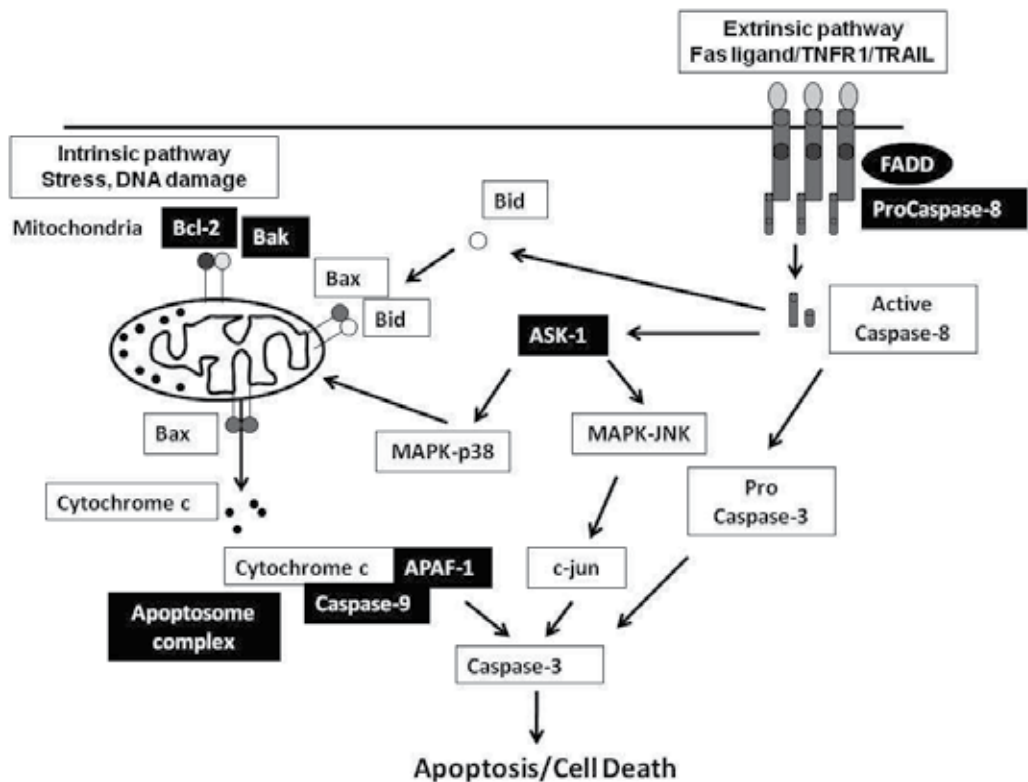 Extrinsic pathway
Fas ligand/TNFR1/TRAIL
Intrinsic pathway
Stress, DNA damage
FADD
ProCaspase-8
Mitochondria
Bcl-2
Bak
Bid
Bax
Bid
ASK-1
Active
Caspase-8
Bax
MAPK-p38
MAPK-JNK
Cytochrome c
Pro
Caspase-3
Cytochrome c
APAF-1
c-jun
Caspase-9
Apoptosome
complex
Caspase-3
Apoptosis/Cell Death